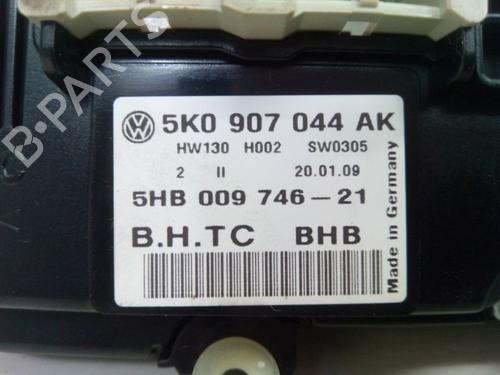 B-PARTS
VW 5K0 907 044 AK
HW130 H002 SW0305
2 II 20.01.09
5HB 009 746-21
B.H.TC BHB
Made in Germany